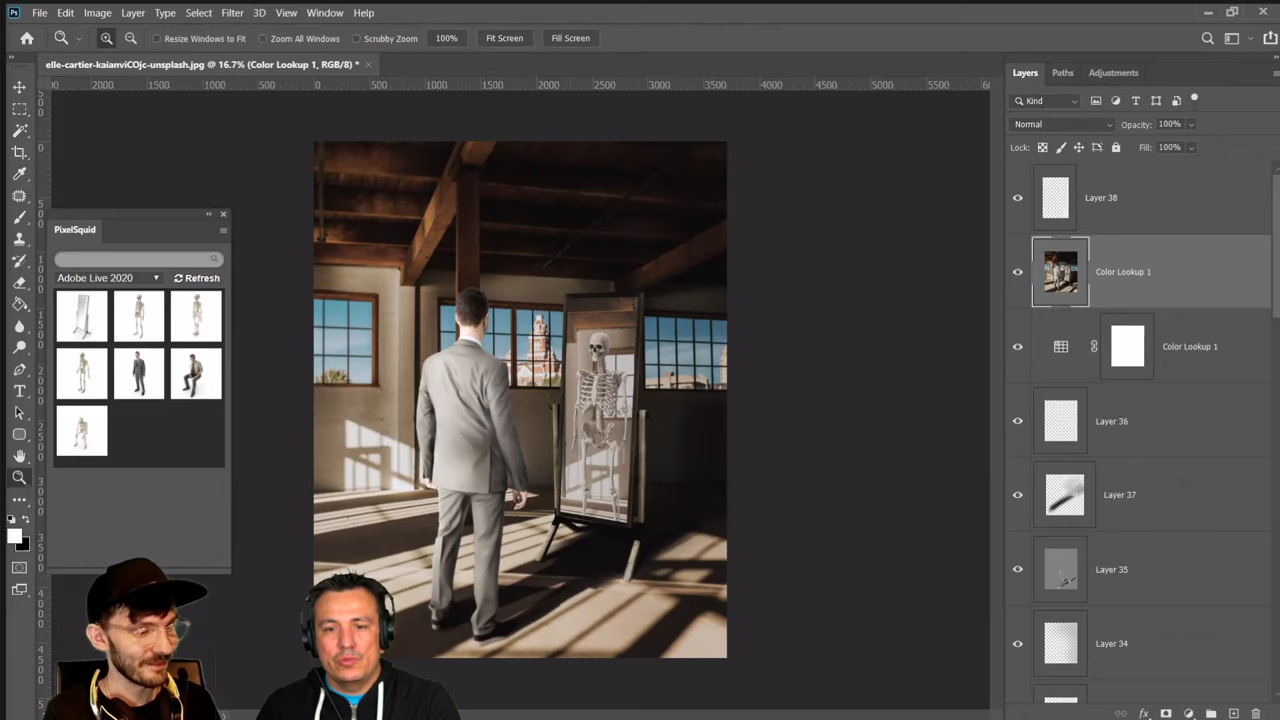 Ps File Edit Image Layer Type Select Filter 3D View Window Help
Resize Windows to Fit Zoom All Windows Scrubby Zoom 100% Fit Screen Fill Screen
elle-cartier-kaianviCOjc-unsplash.jpg @ 16.7% (Color Lookup 1, RGB/8) *
2000 1500 1000 500 0 500 1000 1500 2000 2500 3000 3500 4000 4500 5000 5500
PixelSquid
Adobe Live 2020 Refresh
Layers Paths Adjustments
Kind
Normal Opacity: 100%
Lock: Fill: 100%
Layer 38
Color Lookup 1
Color Lookup 1
Layer 36
Layer 37
Layer 35
Layer 34
fx